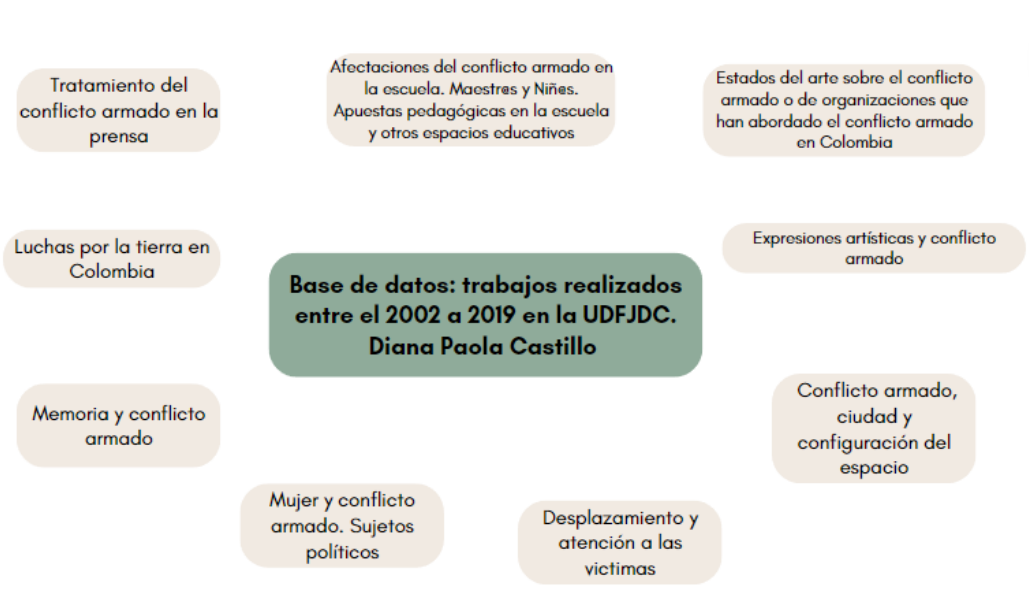 Tratamiento del
conflicto armado en la
prensa
Afectaciones del conflicto armado en
la escuela. Maestres y Niñes.
Apuestas pedagógicas en la escuela
y otros espacios educativos
Estados del arte sobre el conflicto
armado o de organizaciones que
han abordado el conflicto armado
en Colombia
Luchas por la tierra en
Colombia
Base de datos: trabajos realizados
entre el 2002 a 2019 en la UDFJDC.
Diana Paola Castillo
Expresiones artísticas y conflicto
armado
Memoria y conflicto
armado
Conflicto armado,
ciudad y
configuración del
espacio
Mujer y conflicto
armado. Sujetos
políticos
Desplazamiento y
atención a las
victimas